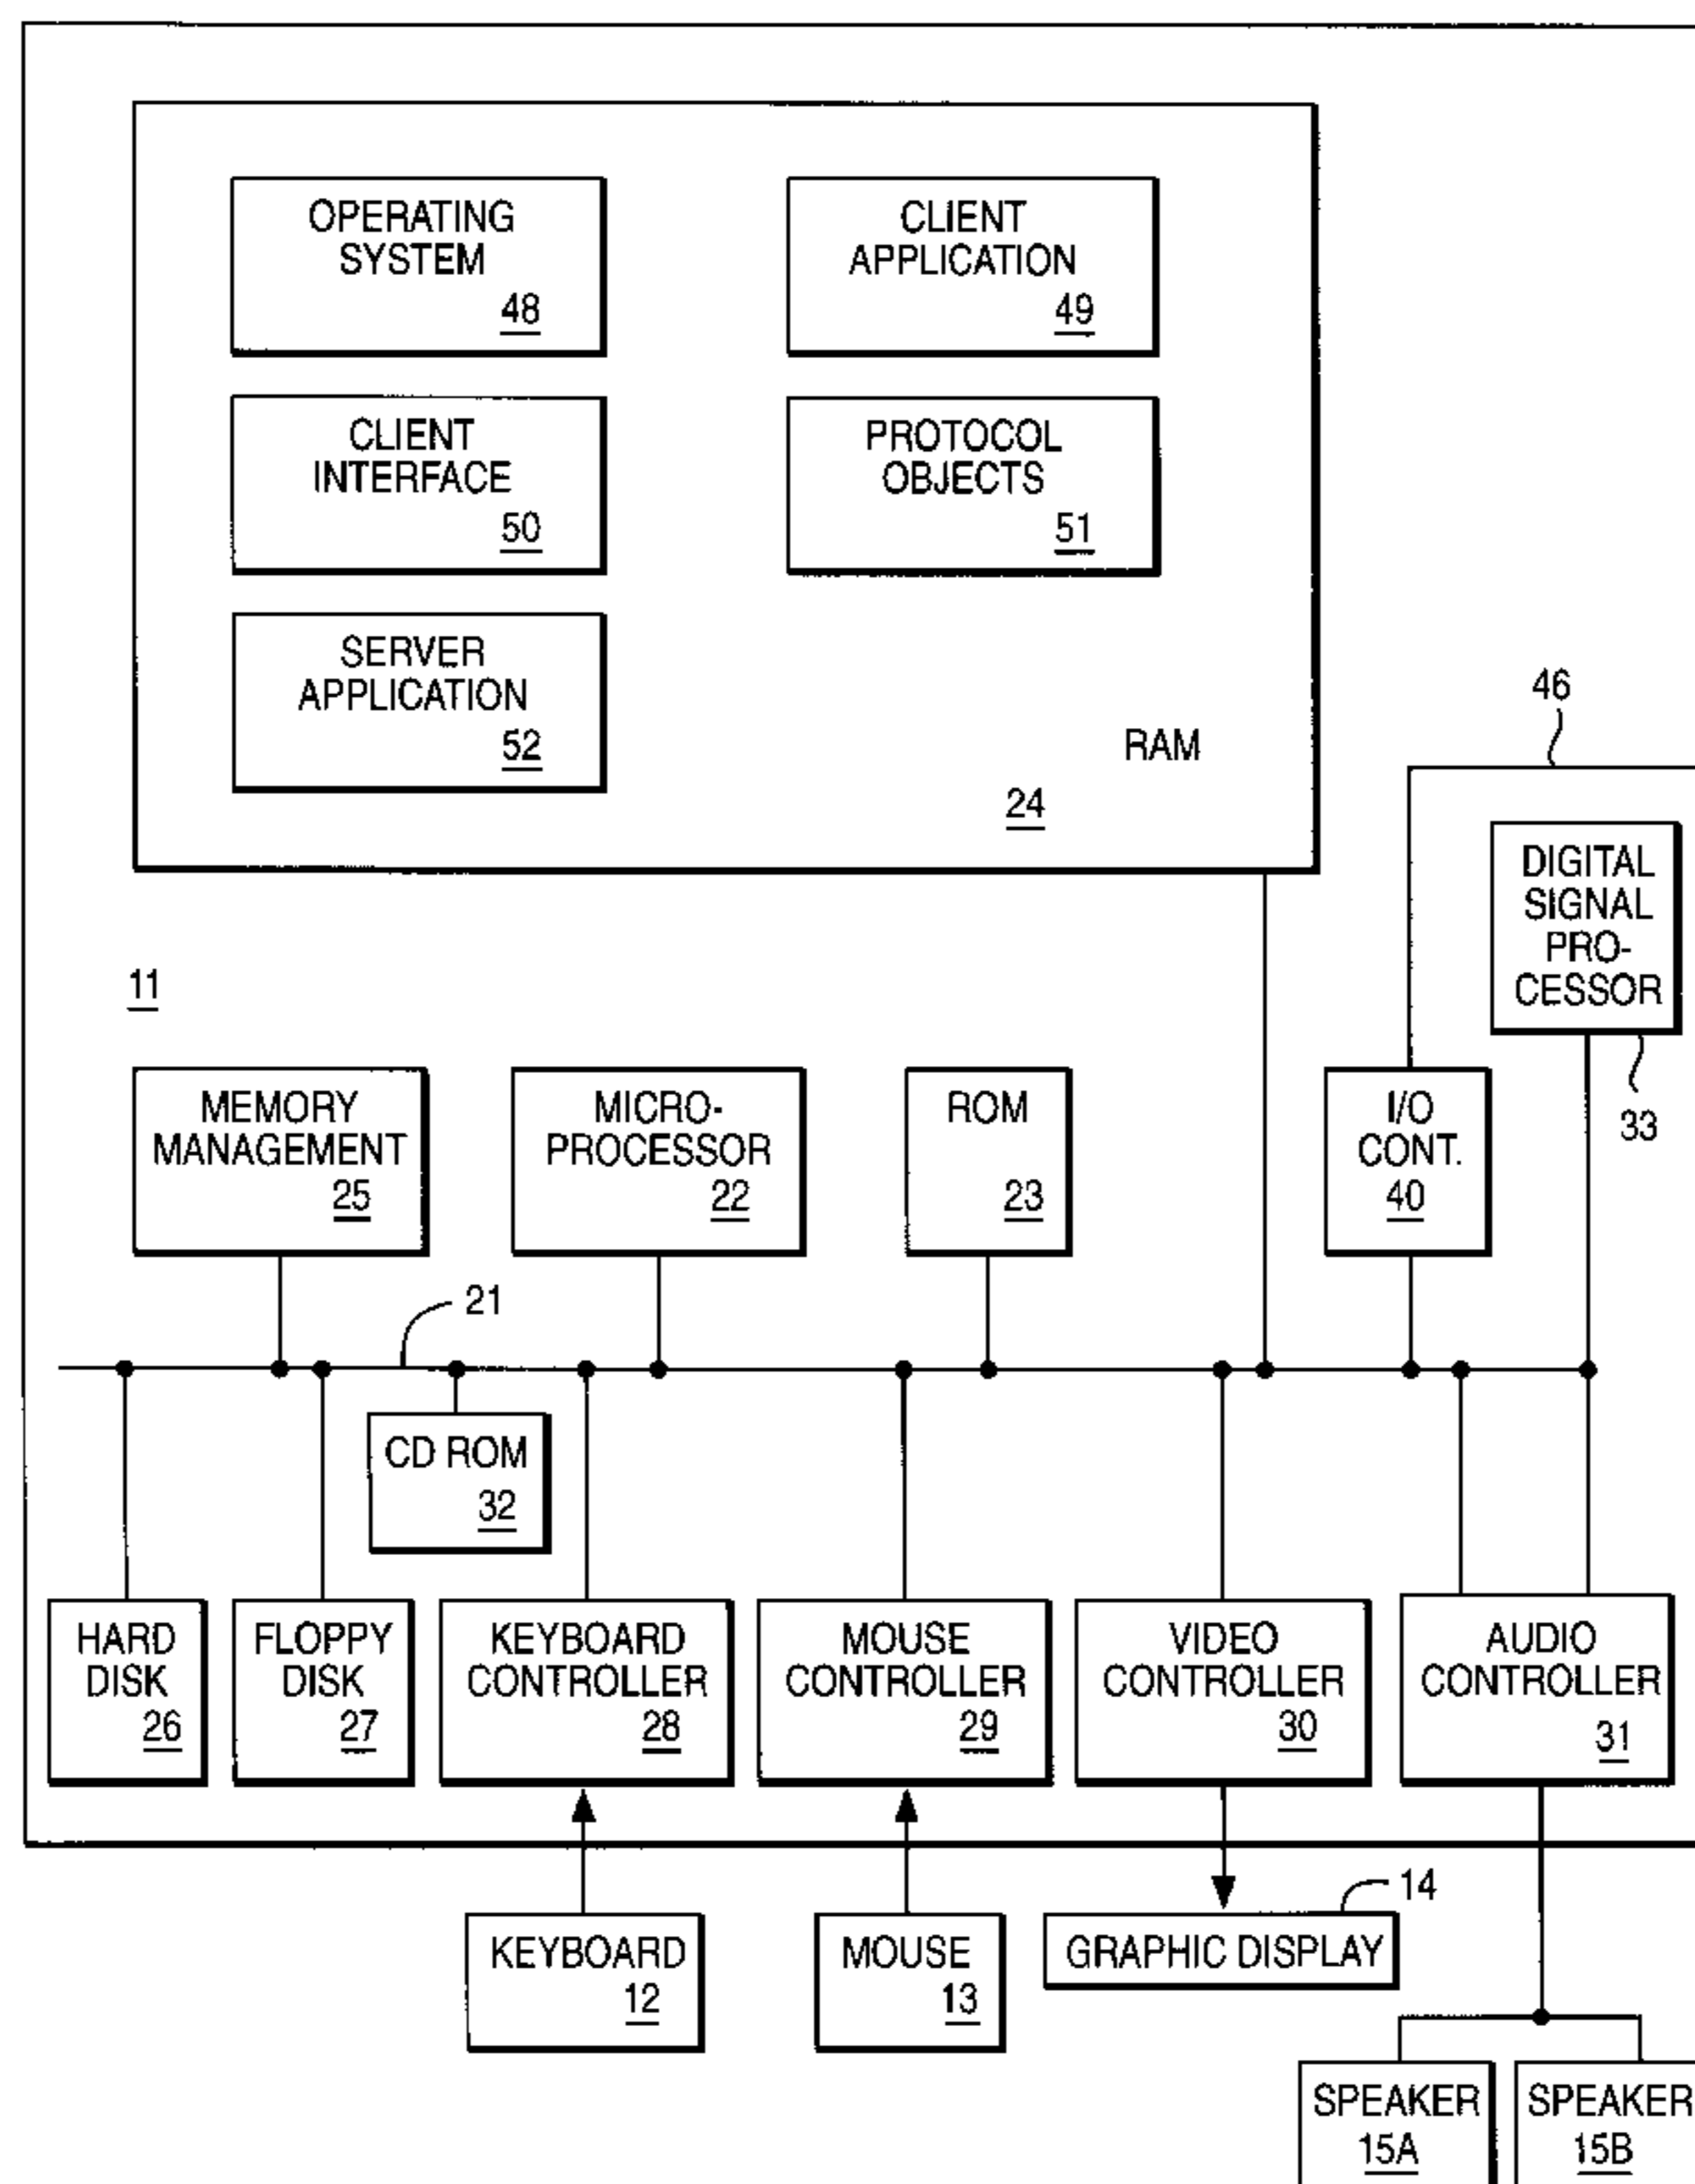 OPERATING
SYSTEM
48
CLIENT
APPLICATION
49
CLIENT
INTERFACE
50
PROTOCOL
OBJECTS
51
SERVER
APPLICATION
52
RAM
24
46
DIGITAL
SIGNAL
PRO-
CESSOR
33
11
MEMORY
MANAGEMENT
25
MICRO-
PROCESSOR
22
ROM
23
I/O
CONT.
40
21
CD ROM
32
HARD
DISK
26
FLOPPY
DISK
27
KEYBOARD
CONTROLLER
28
MOUSE
CONTROLLER
29
VIDEO
CONTROLLER
30
AUDIO
CONTROLLER
31
KEYBOARD
12
MOUSE
13
14
GRAPHIC DISPLAY
SPEAKER
15A
SPEAKER
15B